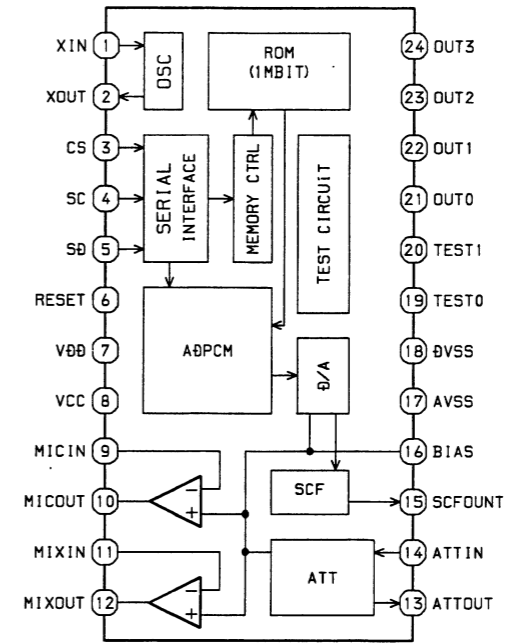 XIN 1
XOUT 2
CS 3
SC 4
SD 5
RESET 6
VDD 7
VCC 8
MICIN 9
MICOUT 10
MIXIN 11
MIXOUT 12
OSC
ROM
(1MBIT)
SERIAL
INTERFACE
MEMORY CTRL
TEST CIRCUIT
ADPCM
D/A
SCF
ATT
-
+
-
+
24 OUT3
23 OUT2
22 OUT1
21 OUT0
20 TEST1
19 TEST0
18 DVSS
17 AVSS
16 BIAS
15 SCFOUNT
14 ATTIN
13 ATTOUT